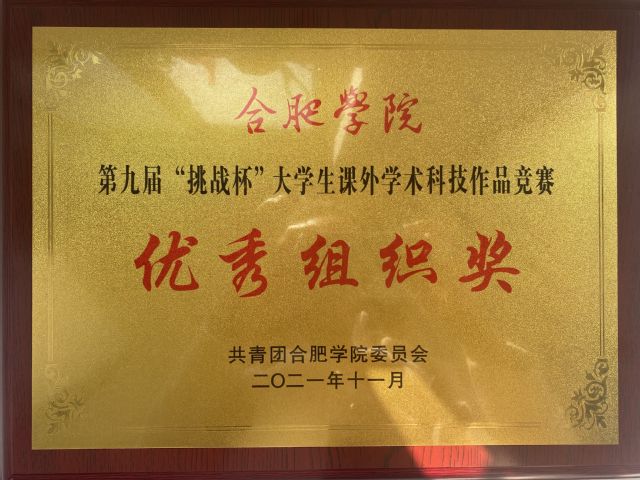 合肥学院
第九届“挑战杯”大学生课外学术科技作品竞赛
优秀组织奖
共青团合肥学院委员会
二〇二一年十一月